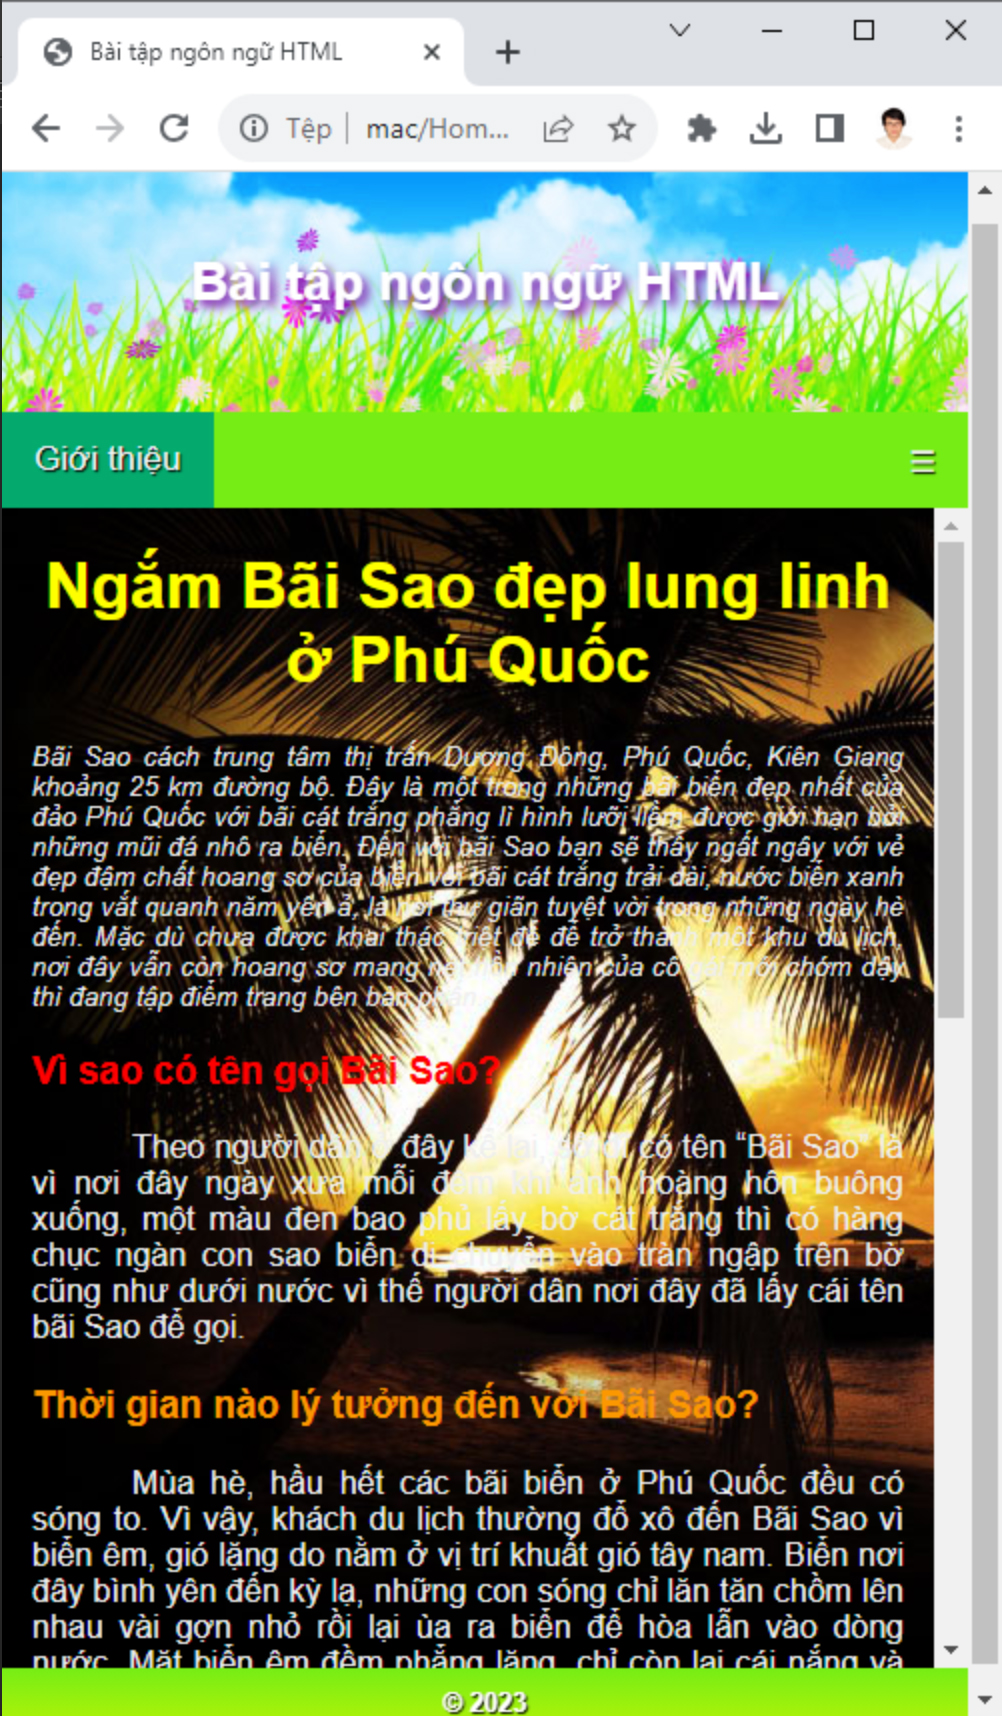 Bài tập ngôn ngữ HTML
Tệp
mac/Hom...
Bài tập ngôn ngữ HTML
Giới thiệu
Ngắm Bãi Sao đẹp lung linh
ở Phú Quốc
Bãi Sao cách trung tâm thị trấn Dương Đông, Phú Quốc, Kiên Giang
khoảng 25 km đường bộ. Đây là một trong những bãi biển đẹp nhất của
đảo Phú Quốc với bãi cát trắng phẳng lì hình lưỡi liềm được giới hạn bởi
những mũi đá nhô ra biển. Đến với bãi Sao bạn sẽ thấy ngất ngây với vẻ
đẹp đậm chất hoang sơ của biển với bãi cát trắng trải dài, nước biển xanh
trong vắt quanh năm yên ả, là nơi thư giãn tuyệt vời trong những ngày hè
đến. Mặc dù chưa được khai thác triệt để để trở thành một khu du lịch,
nơi đây vẫn còn hoang sơ mang nét hồn nhiên của cô gái mới chớm dậy
thì đang tập điểm trang bên bàn phấn.
Vì sao có tên gọi Bãi Sao?
Theo người dân ở đây kể lại, sở dĩ có tên “Bãi Sao” là
vì nơi đây ngày xưa mỗi đêm khi ánh hoàng hôn buông
xuống, một màu đen bao phủ lấy bờ cát trắng thì có hàng
chục ngàn con sao biển di chuyển vào tràn ngập trên bờ
cũng như dưới nước vì thế người dân nơi đây đã lấy cái tên
bãi Sao để gọi.
Thời gian nào lý tưởng đến với Bãi Sao?
Mùa hè, hầu hết các bãi biển ở Phú Quốc đều có
sóng to. Vì vậy, khách du lịch thường đổ xô đến Bãi Sao vì
biển êm, gió lặng do nằm ở vị trí khuất gió tây nam. Biển nơi
đây bình yên đến kỳ lạ, những con sóng chỉ lăn tăn chồm lên
nhau vài gợn nhỏ rồi lại ùa ra biển để hòa lẫn vào dòng
nước. Mặt biển êm đềm phẳng lặng, chỉ còn lại cái nắng và
© 2023